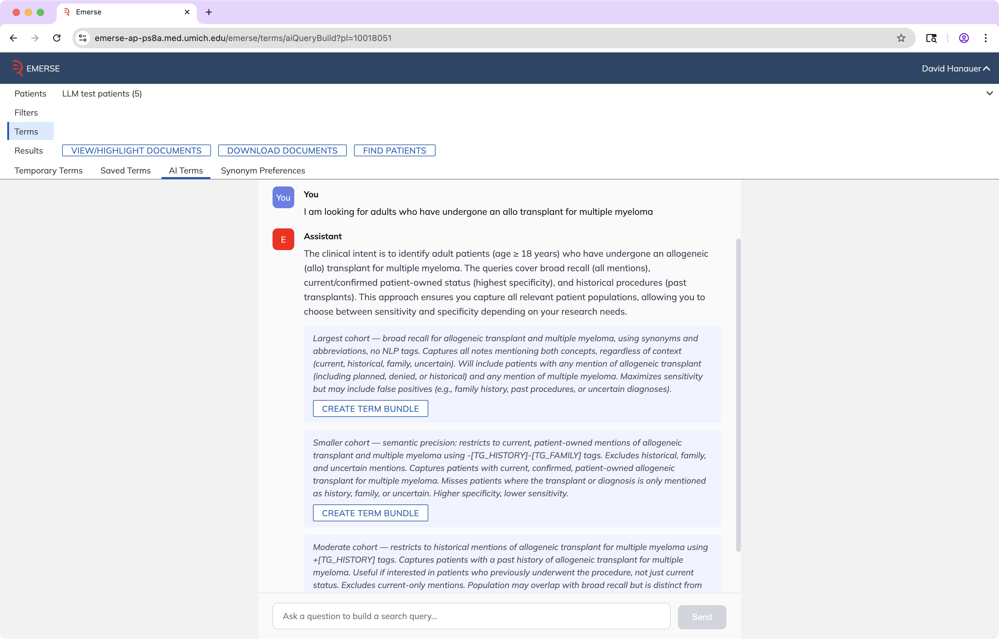 Emerse
emerse-ap-ps8a.med.umich.edu/emerse/terms/aiQueryBuild?pl=10018051
EMERSE
David Hanauer
Patients LLM test patients (5)
Filters
Terms
Results VIEW/HIGHLIGHT DOCUMENTS DOWNLOAD DOCUMENTS FIND PATIENTS
Temporary Terms Saved Terms AI Terms Synonym Preferences
You You
I am looking for adults who have undergone an allo transplant for multiple myeloma
E Assistant
The clinical intent is to identify adult patients (age ≥ 18 years) who have undergone an allogeneic
(allo) transplant for multiple myeloma. The queries cover broad recall (all mentions),
current/confirmed patient-owned status (highest specificity), and historical procedures (past
transplants). This approach ensures you capture all relevant patient populations, allowing you to
choose between sensitivity and specificity depending on your research needs.
Largest cohort — broad recall for allogeneic transplant and multiple myeloma, using synonyms and
abbreviations, no NLP tags. Captures all notes mentioning both concepts, regardless of context
(current, historical, family, uncertain). Will include patients with any mention of allogeneic transplant
(including planned, denied, or historical) and any mention of multiple myeloma. Maximizes sensitivity
but may include false positives (e.g., family history, past procedures, or uncertain diagnoses).
CREATE TERM BUNDLE
Smaller cohort — semantic precision: restricts to current, patient-owned mentions of allogeneic
transplant and multiple myeloma using -[TG_HISTORY]-[TG_FAMILY] tags. Excludes historical, family,
and uncertain mentions. Captures patients with current, confirmed, patient-owned allogeneic
transplant for multiple myeloma. Misses patients where the transplant or diagnosis is only mentioned
as history, family, or uncertain. Higher specificity, lower sensitivity.
CREATE TERM BUNDLE
Moderate cohort — restricts to historical mentions of allogeneic transplant for multiple myeloma using
+[TG_HISTORY] tags. Captures patients with a past history of allogeneic transplant for multiple
myeloma. Useful if interested in patients who previously underwent the procedure, not just current
status. Excludes current-only mentions. Population may overlap with broad recall but is distinct from
Ask a question to build a search query...
Send